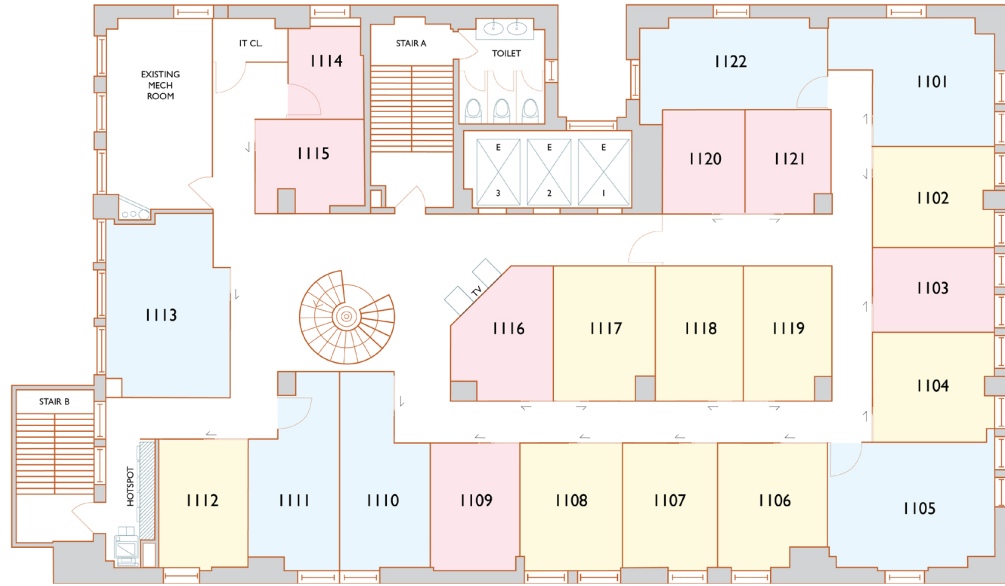 IT CL.
1114
STAIR A
TOILET
1122
1101
EXISTING
MECH
ROOM
1115
E
3
E
2
E
1
1120
1121
1102
1113
TV
1116
1117
1118
1119
1103
1104
STAIR B
HOTSPOT
1112
1111
1110
1109
1108
1107
1106
1105